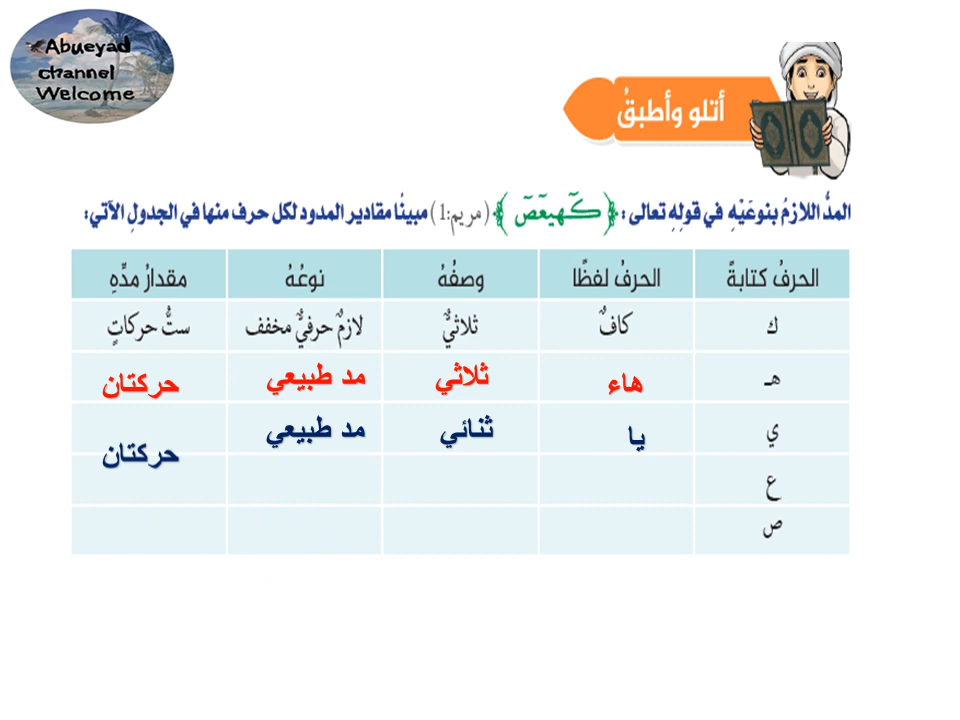 Abueyad
channel
Welcome
أتلو وأطبقُ
المدُّ اللازمُ بنوعَيْهِ في قولِهِ تعالى: ﴿كٓهيعٓصٓ﴾ (مريم:1) مبينًا مقادير المدود لكل حرف منها في الجدولِ الآتي:
الحرفُ كتابةً الحرفُ لفظًا وصفُهُ نوعُهُ مقدارُ مدِّهِ
ك كافٌ ثلاثيٌّ لازمٌ حرفيٌّ مخفف ستُّ حركاتٍ
هـ هاء ثلاثي مد طبيعي حركتان
ي يا ثنائي مد طبيعي حركتان
ع
ص